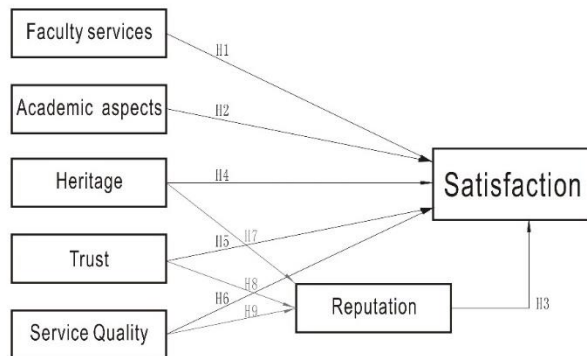 Faculty services
H1
Academic aspects
H2
Satisfaction
Heritage
H4
H5
H7
Trust
H8
H6
H9
Reputation
H3
Service Quality